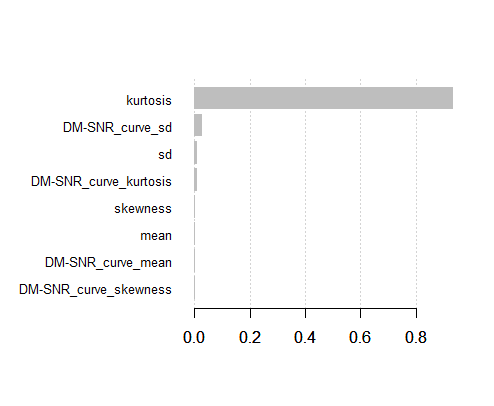 kurtosis
DM-SNR_curve_sd
sd
DM-SNR_curve_kurtosis
skewness
mean
DM-SNR_curve_mean
DM-SNR_curve_skewness
0.0 0.2 0.4 0.6 0.8